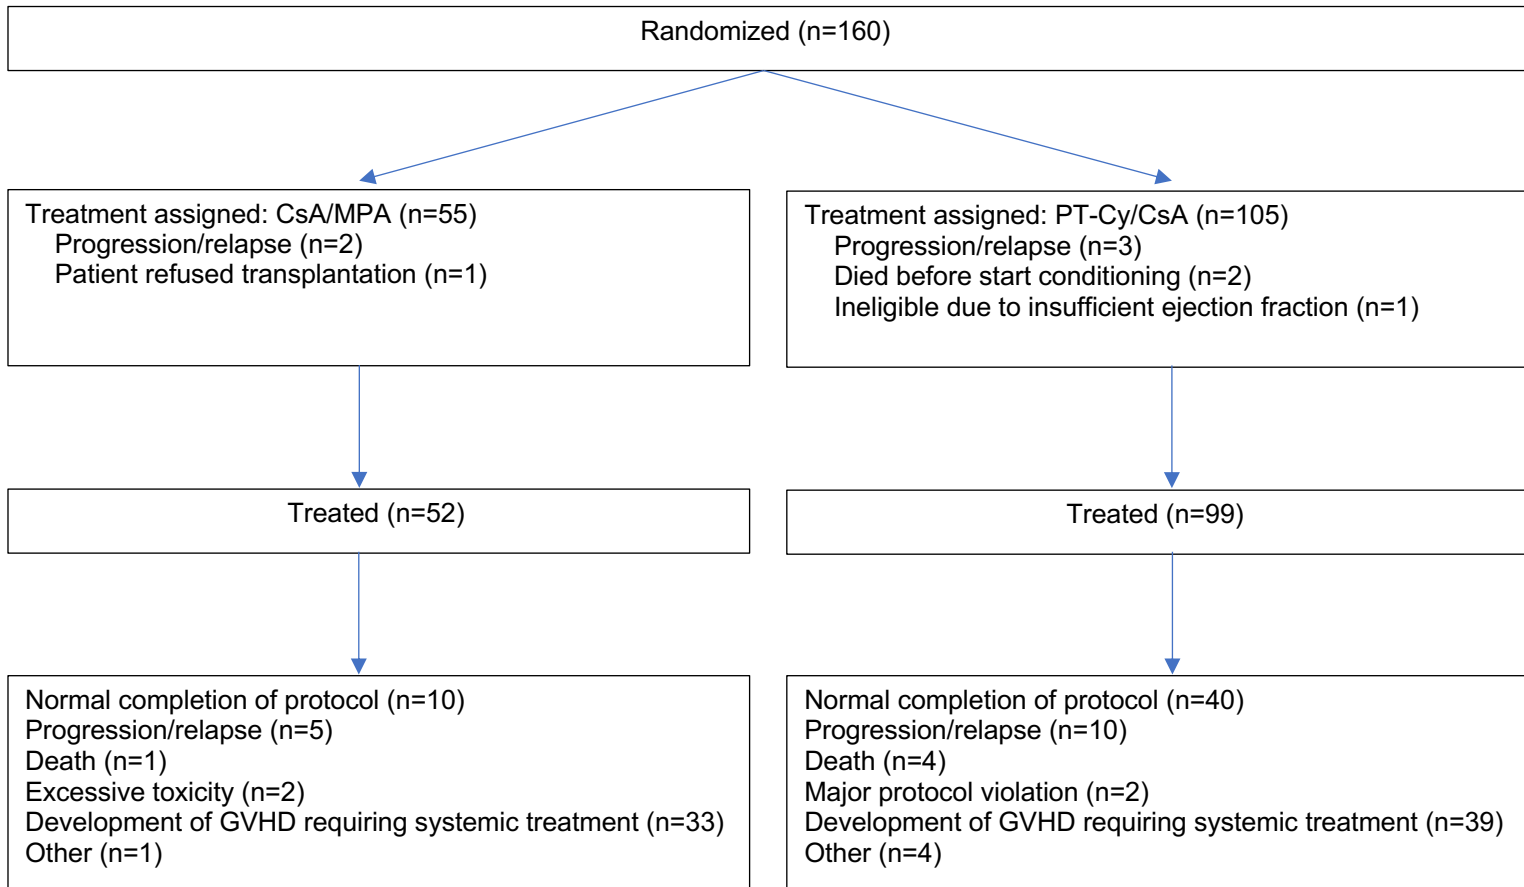 Randomized (n=160)
Treatment assigned: CsA/MPA (n=55)
Progression/relapse (n=2)
Patient refused transplantation (n=1)
Treatment assigned: PT-Cy/CsA (n=105)
Progression/relapse (n=3)
Died before start conditioning (n=2)
Ineligible due to insufficient ejection fraction (n=1)
Treated (n=52)
Treated (n=99)
Normal completion of protocol (n=10)
Progression/relapse (n=5)
Death (n=1)
Excessive toxicity (n=2)
Development of GVHD requiring systemic treatment (n=33)
Other (n=1)
Normal completion of protocol (n=40)
Progression/relapse (n=10)
Death (n=4)
Major protocol violation (n=2)
Development of GVHD requiring systemic treatment (n=39)
Other (n=4)